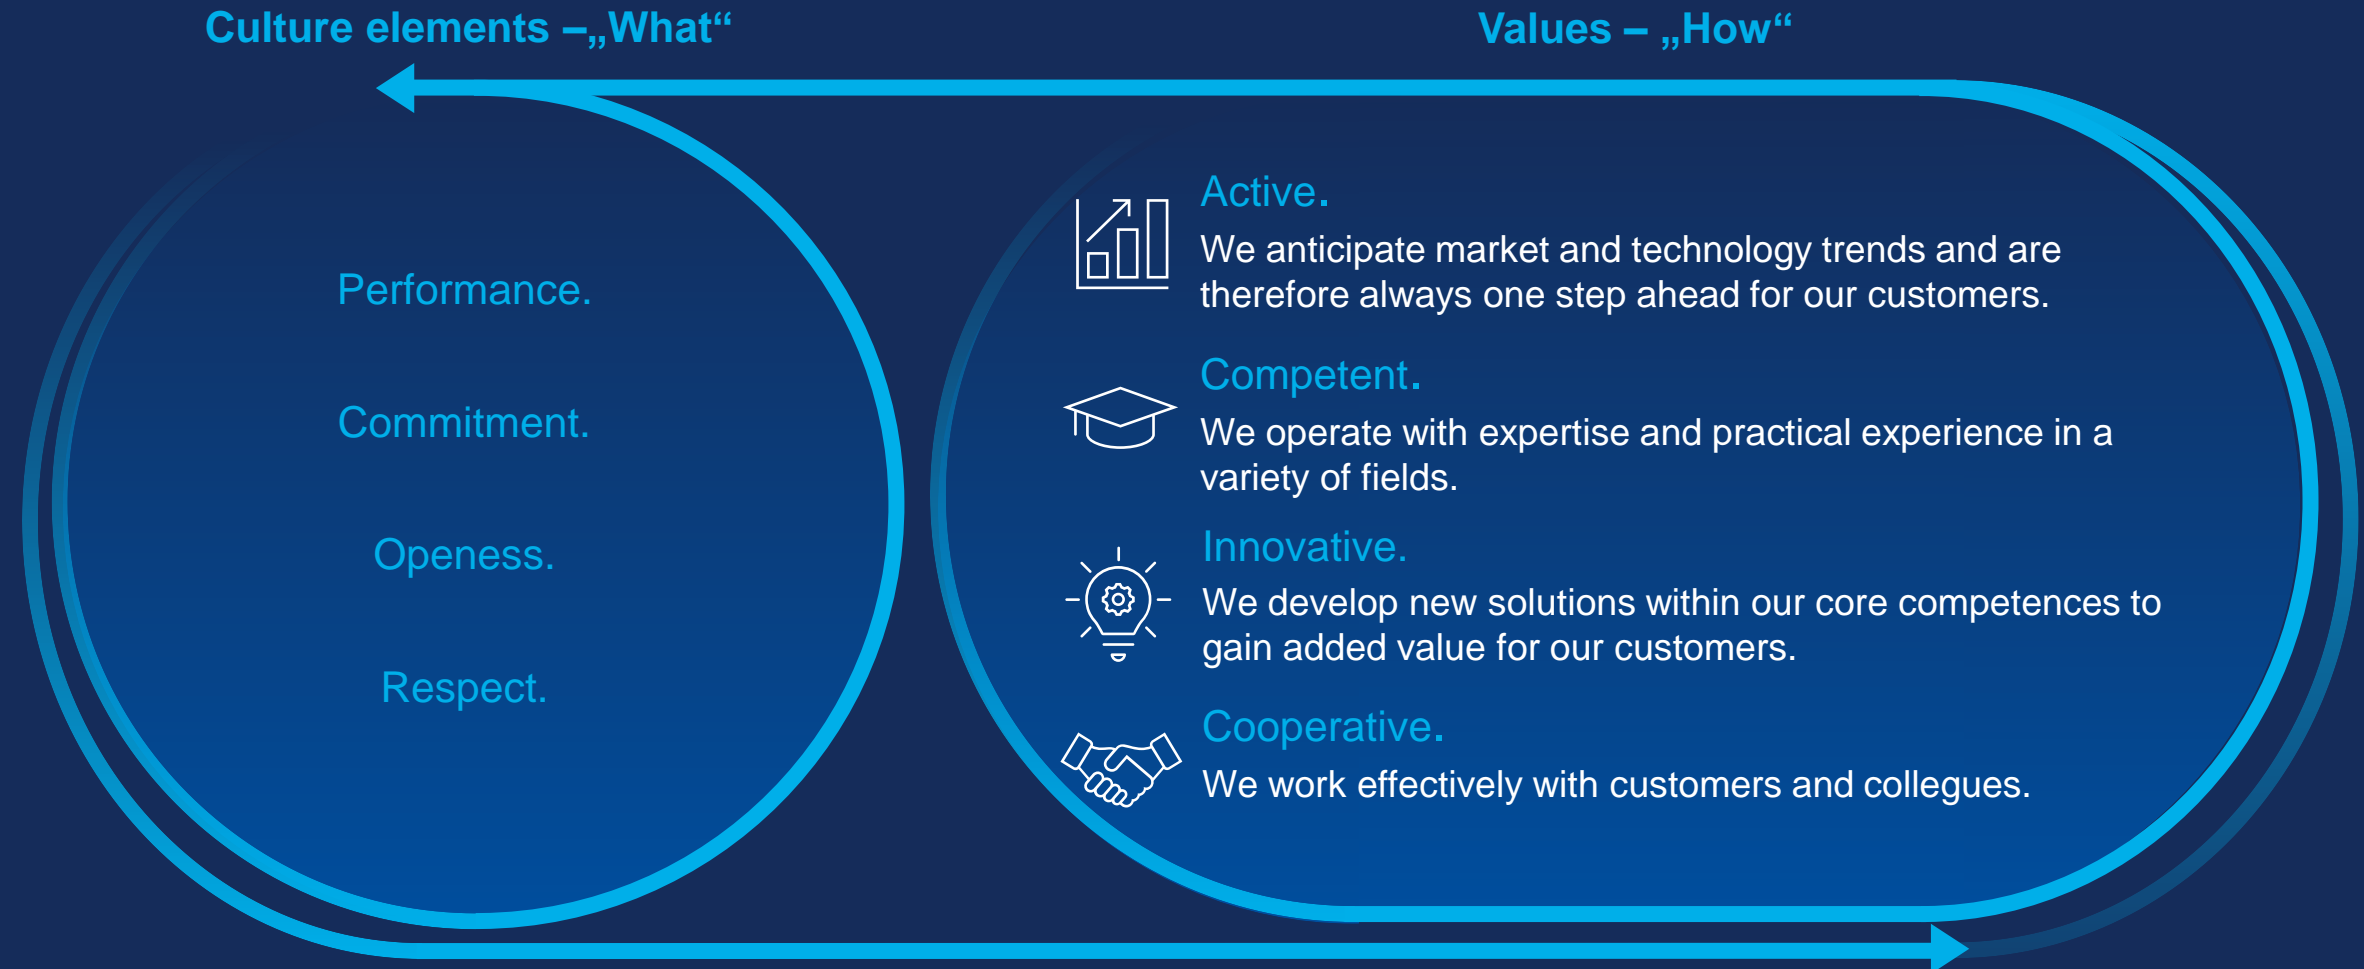 Culture elements –„What“
Values – „How“
Performance.
Commitment.
Openess.
Respect.
Active.
We anticipate market and technology trends and are
therefore always one step ahead for our customers.
Competent.
We operate with expertise and practical experience in a
variety of fields.
Innovative.
We develop new solutions within our core competences to
gain added value for our customers.
Cooperative.
We work effectively with customers and collegues.